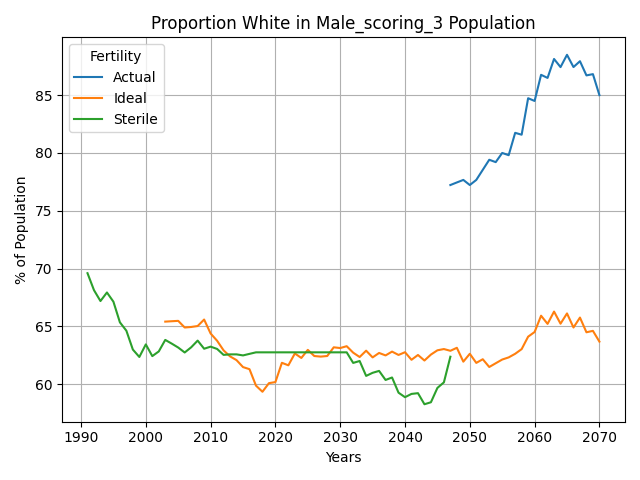 Proportion White in Male_scoring_3 Population
Fertility
Actual
Ideal
Sterile
% of Population
85
80
75
70
65
60
1990 2000 2010 2020 2030 2040 2050 2060 2070
Years